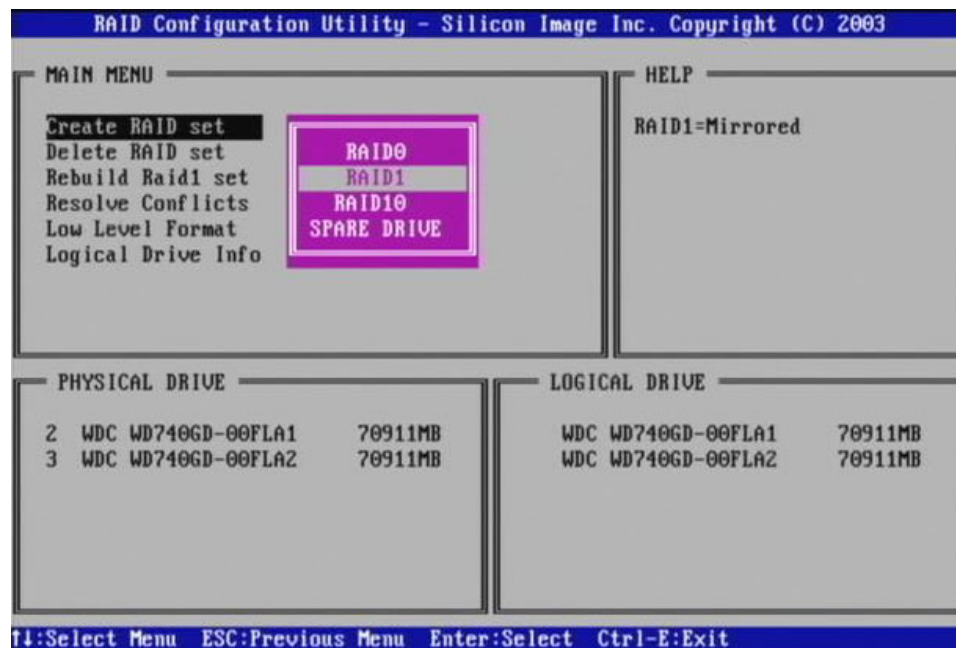 RAID Configuration Utility - Silicon Image Inc. Copyright (C) 2003
MAIN MENU
Create RAID set
Delete RAID set
Rebuild Raid1 set
Resolve Conflicts
Low Level Format
Logical Drive Info
RAID0
RAID1
RAID10
SPARE DRIVE
HELP
RAID1=Mirrored
PHYSICAL DRIVE
2 WDC WD740GD-00FLA1 70911MB
3 WDC WD740GD-00FLA2 70911MB
LOGICAL DRIVE
WDC WD740GD-00FLA1 70911MB
WDC WD740GD-00FLA2 70911MB
↑↓:Select Menu ESC:Previous Menu Enter:Select Ctrl-E:Exit